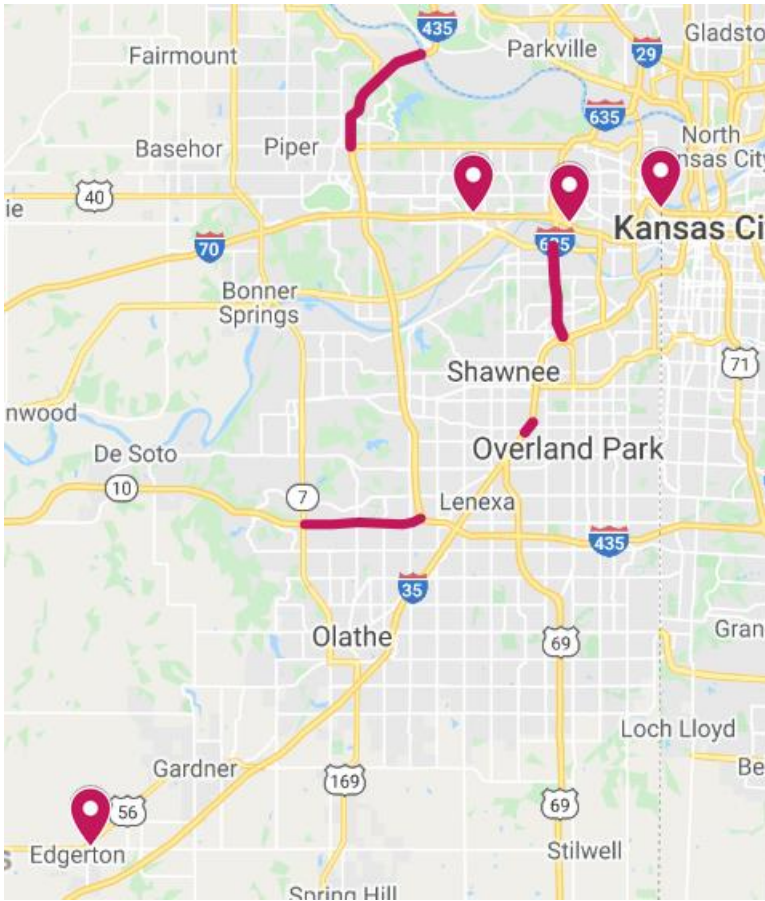 435
Gladsto
Fairmount
Parkville
29
635
North
nsas City
Basehor
Piper
40
ie
Kansas Ci
70
635
Bonner
Springs
Shawnee
71
nwood
De Soto
Overland Park
10
7
Lenexa
435
35
Olathe
69
Gran
Loch Lloyd
Gardner
Be
169
56
69
Edgerton
s
Stilwell
Spring Hill